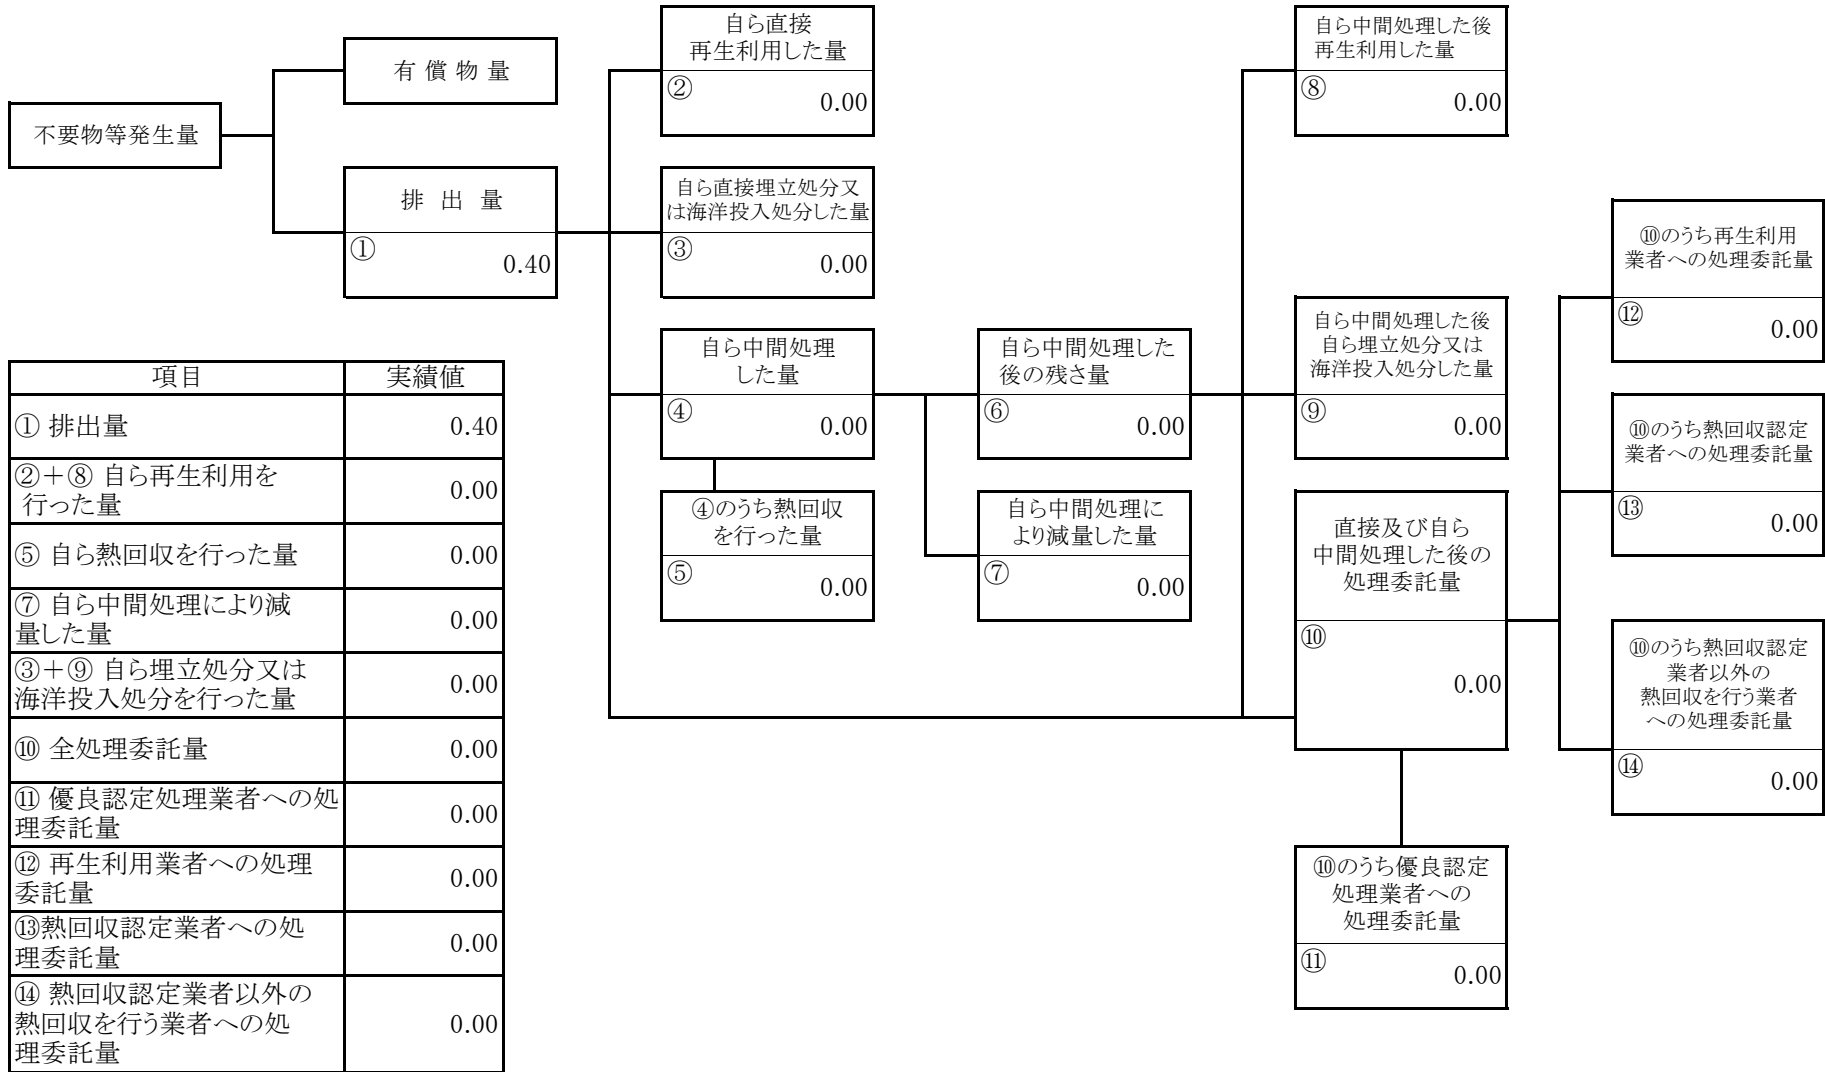 不要物等発生量
有 償 物 量
排 出 量
①
0.40
自ら直接
再生利用した量
②
0.00
自ら直接埋立処分又
は海洋投入処分した量
③
0.00
自ら中間処理
した量
④
0.00
④のうち熱回収
を行った量
⑤
0.00
自ら中間処理した
後の残さ量
⑥
0.00
自ら中間処理に
より減量した量
⑦
0.00
自ら中間処理した後
再生利用した量
⑧
0.00
自ら中間処理した後
自ら埋立処分又は
海洋投入処分した量
⑨
0.00
直接及び自ら
中間処理した後の
処理委託量
⑩
0.00
⑩のうち優良認定
処理業者への
処理委託量
⑪
0.00
⑩のうち再生利用
業者への処理委託量
⑫
0.00
⑩のうち熱回収認定
業者への処理委託量
⑬
0.00
⑩のうち熱回収認定
業者以外の
熱回収を行う業者
への処理委託量
⑭
0.00
項目 実績値
① 排出量 0.40
②＋⑧ 自ら再生利用を
行った量 0.00
⑤ 自ら熱回収を行った量 0.00
⑦ 自ら中間処理により減
量した量 0.00
③＋⑨ 自ら埋立処分又は
海洋投入処分を行った量 0.00
⑩ 全処理委託量 0.00
⑪ 優良認定処理業者への処
理委託量 0.00
⑫ 再生利用業者への処理
委託量 0.00
⑬熱回収認定業者への処
理委託量 0.00
⑭ 熱回収認定業者以外の
熱回収を行う業者への処
理委託量 0.00